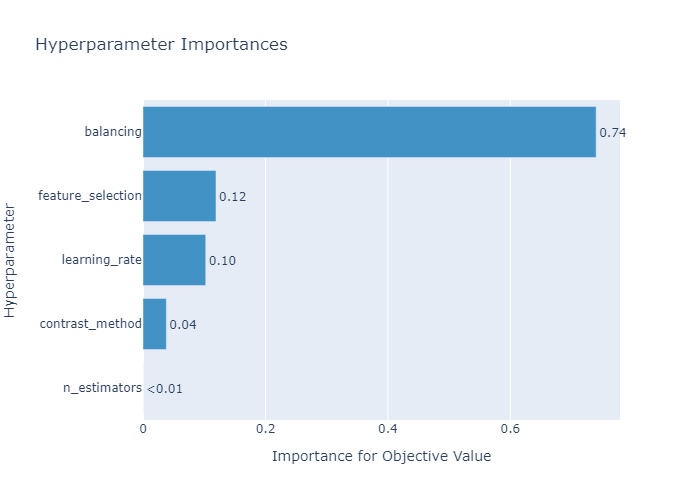 Hyperparameter Importances
Hyperparameter
balancing 0.74
feature_selection 0.12
learning_rate 0.10
contrast_method 0.04
n_estimators <0.01
0 0.2 0.4 0.6
Importance for Objective Value